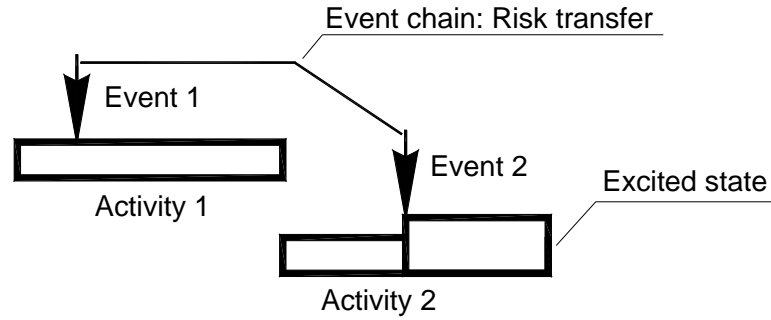 Event chain: Risk transfer
Event 1
Event 2
Excited state
Activity 1
Activity 2